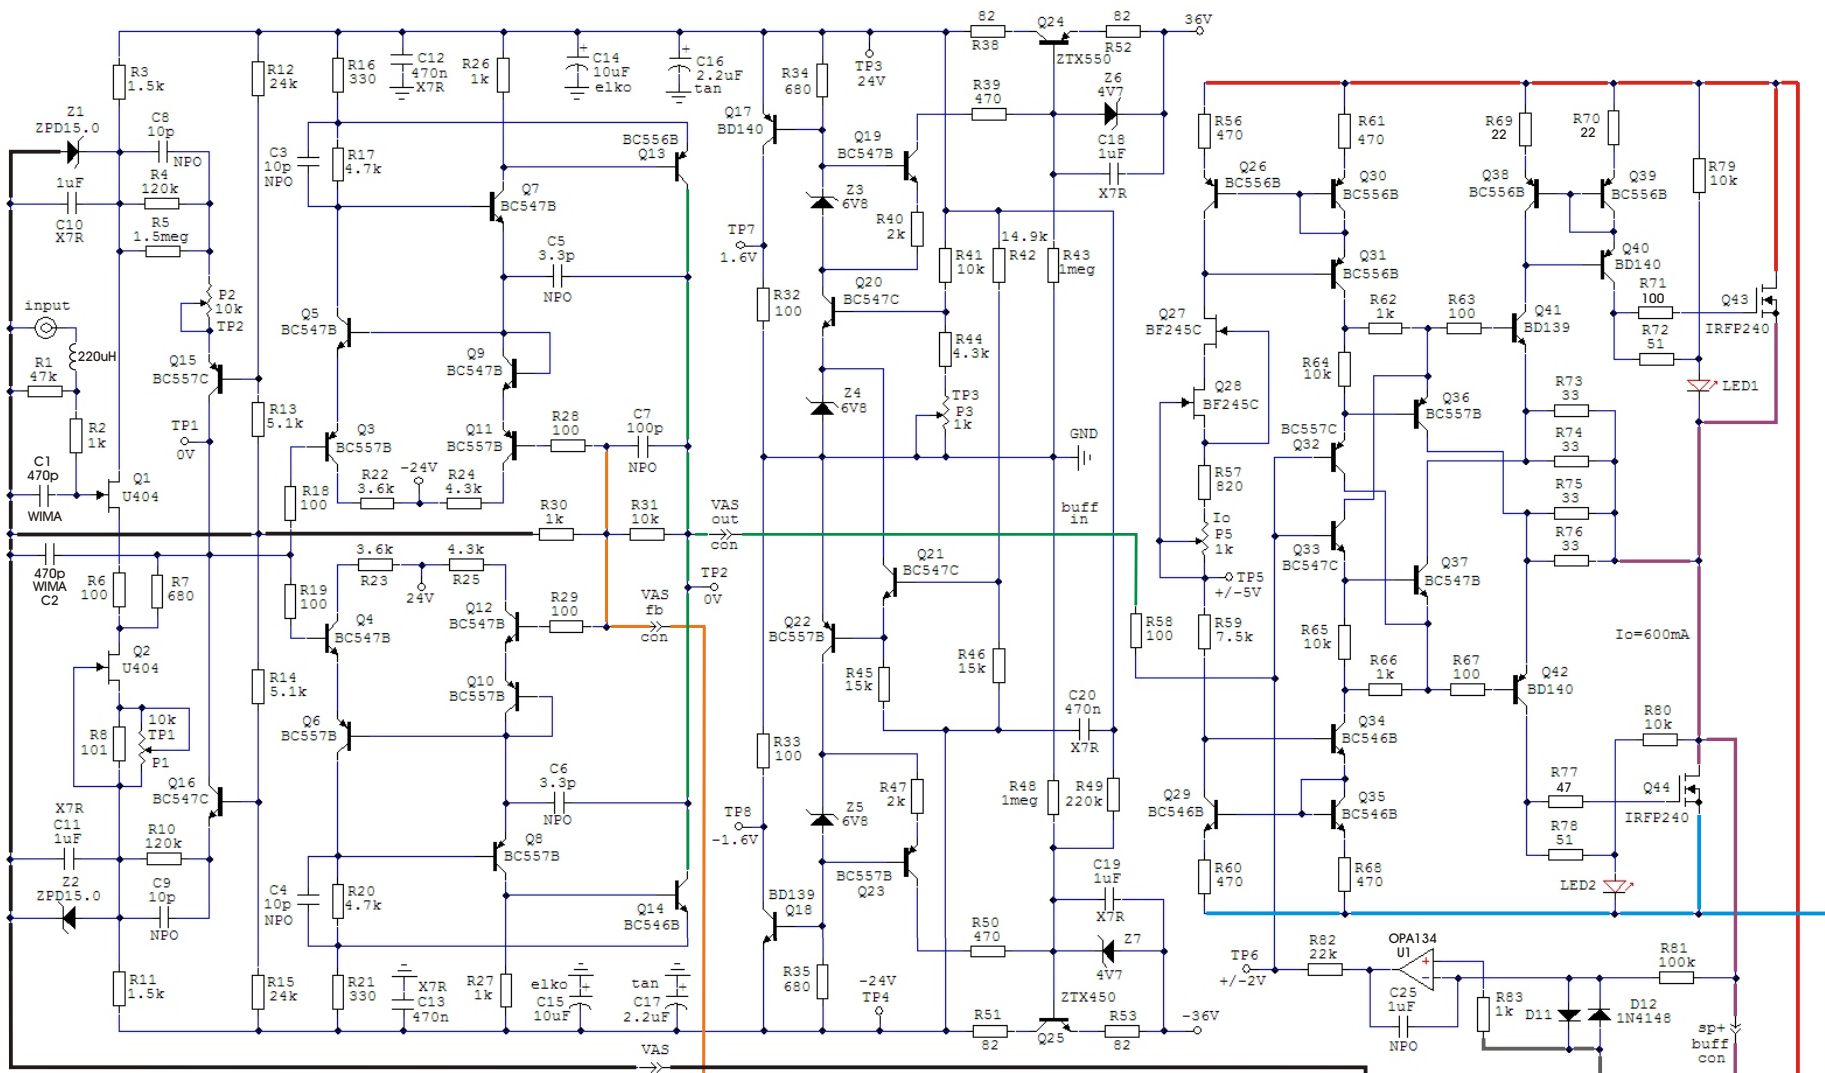 R3
1.5k
Z1
ZPD15.0
C8
10p
NPO
R4
120k
1uF
C10
X7R
R5
1.5meg
P2
10k
TP2
input
220uH
R1
47k
R2
1k
C1
470p
WIMA
Q1
U404
Q15
BC557C
TP1
0V
470p
WIMA
C2
R6
100
R7
680
Q2
U404
R8
101
10k
TP1
P1
Q16
BC547C
X7R
C11
1uF
R10
120k
Z2
ZPD15.0
C9
10p
NPO
R11
1.5k
R12
24k
R13
5.1k
R14
5.1k
R15
24k
R16
330
C12
470n
X7R
R26
1k
C14
10uF
elko
C16
2.2uF
tan
C3
10p
NPO
R17
4.7k
BC556B
Q13
Q7
BC547B
C5
3.3p
NPO
Q5
BC547B
Q9
BC547B
Q3
BC557B
Q11
BC557B
R28
100
C7
100p
NPO
R22
3.6k
-24V
R24
4.3k
R18
100
R30
1k
R31
10k
VAS
out
con
3.6k
R23
4.3k
R25
24V
TP2
0V
R19
100
Q4
BC547B
Q12
BC547B
R29
100
VAS
fb
con
Q10
BC557B
Q6
BC557B
C6
3.3p
NPO
Q8
BC557B
C4
10p
NPO
R20
4.7k
Q14
BC546B
R21
330
X7R
C13
470n
R27
1k
elko
C15
10uF
tan
C17
2.2uF
VAS
Q17
BD140
R34
680
TP3
24V
Q19
BC547B
Z3
6V8
R40
2k
TP7
1.6V
R32
100
Q20
BC547C
Z4
6V8
82
R38
Q24
82
R52
36V
ZTX550
R39
470
Z6
4V7
C18
1uF
X7R
14.9k
R41
10k
R42
R43
1meg
R44
4.3k
TP3
P3
1k
GND
buff
in
Q21
BC547C
Q22
BC557B
R45
15k
R46
15k
C20
470n
X7R
R33
100
Z5
6V8
R47
2k
R48
1meg
R49
220k
TP8
-1.6V
BC557B
Q23
BD139
Q18
C19
1uF
X7R
R50
470
Z7
4V7
R35
680
-24V
TP4
ZTX450
R51
82
Q25
R53
82
-36V
R56
470
R61
470
R69
22
R70
22
R79
10k
Q26
BC556B
Q30
BC556B
Q38
BC556B
Q39
BC556B
Q31
BC556B
Q40
BD140
R71
100
Q43
IRFP240
Q27
BF245C
R62
1k
R63
100
Q41
BD139
R72
51
R64
10k
LED1
Q28
BF245C
Q36
BC557B
R73
33
BC557C
Q32
R74
33
R57
820
R75
33
Io
P5
1k
Q33
BC547C
R76
33
Q37
BC547B
TP5
+/-5V
R58
100
R59
7.5k
R65
10k
Io=600mA
R66
1k
R67
100
Q42
BD140
Q34
BC546B
R80
10k
Q29
BC546B
Q35
BC546B
R77
47
Q44
IRFP240
R78
51
R60
470
R68
470
LED2
TP6
+/-2V
R82
22k
OPA134
U1
R81
100k
C25
1uF
NPO
R83
1k
D11
D12
1N4148
sp+
buff
con